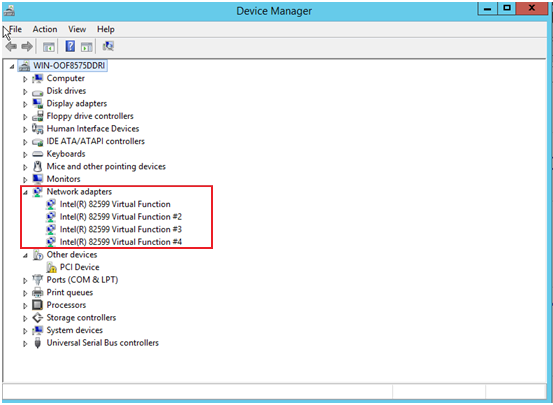 Device Manager
File Action View Help
WIN-OOF8575DDRI
Computer
Disk drives
Display adapters
Floppy drive controllers
Human Interface Devices
IDE ATA/ATAPI controllers
Keyboards
Mice and other pointing devices
Monitors
Network adapters
Intel(R) 82599 Virtual Function
Intel(R) 82599 Virtual Function #2
Intel(R) 82599 Virtual Function #3
Intel(R) 82599 Virtual Function #4
Other devices
PCI Device
Ports (COM & LPT)
Print queues
Processors
Storage controllers
System devices
Universal Serial Bus controllers